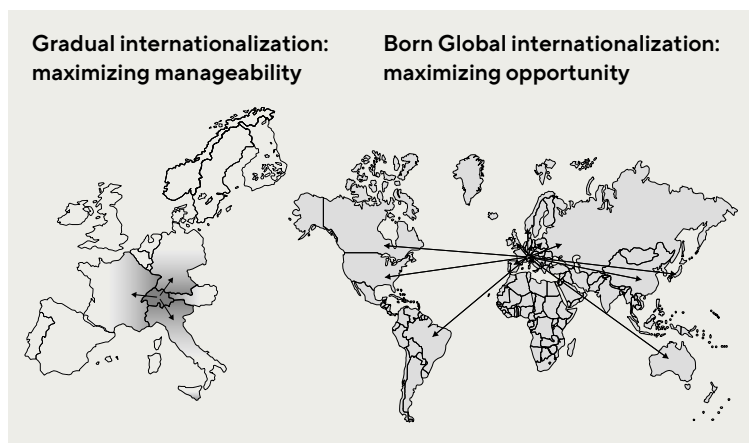 Gradual internationalization:
maximizing manageability
Born Global internationalization:
maximizing opportunity